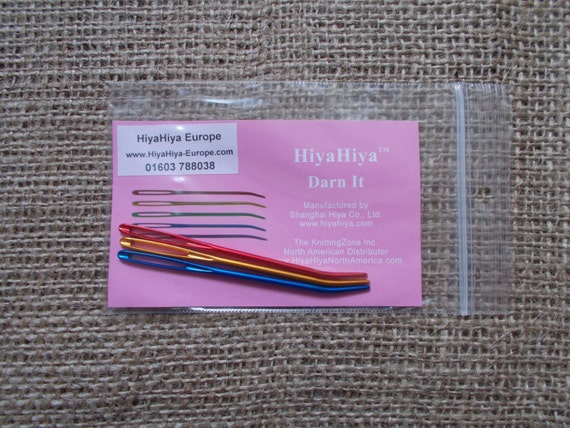 HiyaHiya Europe
www.HiyaHiya-Europe.com
01603 788038
HiyaHiya™
Darn It
Manufactured by
Shanghai Hiya Co., Ltd.
www.hiyahiya.com
The KnittingZone Inc.
North American Distributor
HiyaHiyaNorthAmerica.com